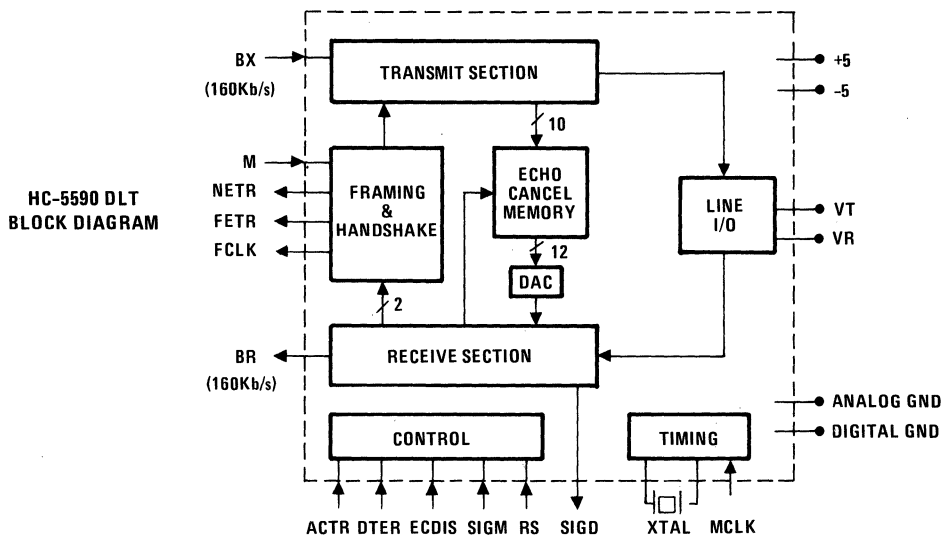 HC-5590 DLT
BLOCK DIAGRAM
BX
(160Kb/s)
TRANSMIT SECTION
+5
-5
10
M
NETR
FETR
FCLK
FRAMING
&
HANDSHAKE
ECHO
CANCEL
MEMORY
LINE
I/O
VT
VR
12
DAC
2
BR
(160Kb/s)
RECEIVE SECTION
ANALOG GND
DIGITAL GND
CONTROL
TIMING
ACTR
DTER
ECDIS
SIGM
RS
SIGD
XTAL
MCLK